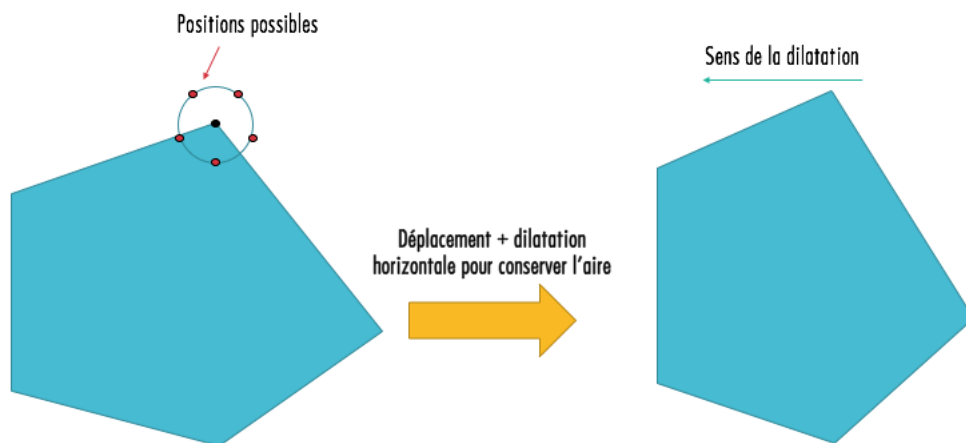 Positions possibles
Sens de la dilatation
Déplacement + dilatation
horizontale pour conserver l'aire